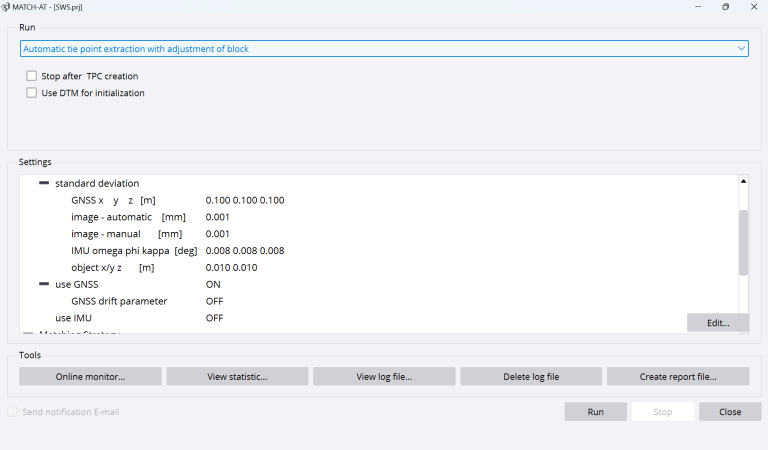 MATCH-AT - [SWS.prj]
Run
Automatic tie point extraction with adjustment of block
Stop after TPC creation
Use DTM for initialization
Settings
standard deviation
GNSS x y z [m] 0.100 0.100 0.100
image - automatic [mm] 0.001
image - manual [mm] 0.001
IMU omega phi kappa [deg] 0.008 0.008 0.008
object x/y z [m] 0.010 0.010
use GNSS ON
GNSS drift parameter OFF
use IMU OFF
Matching Strategy
Edit...
Tools
Online monitor... View statistic... View log file... Delete log file Create report file...
Send notification E-mail Run Stop Close